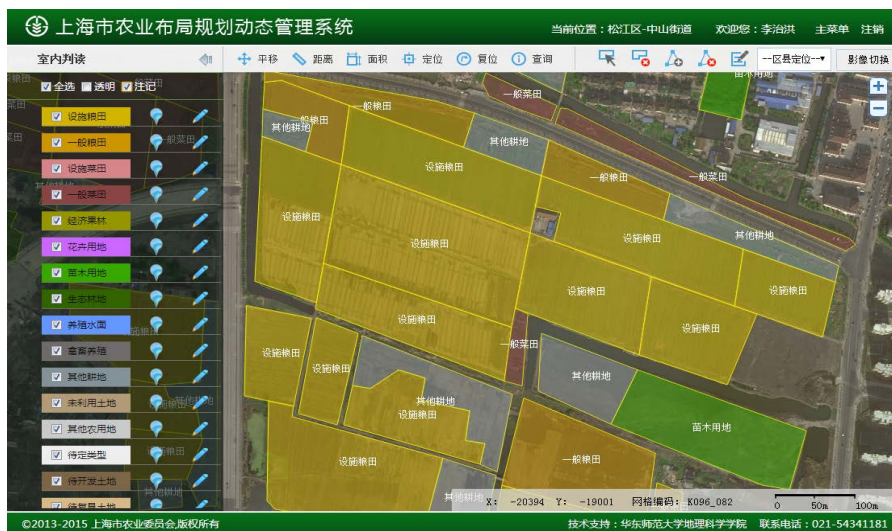 上海市农业布局规划动态管理系统
当前位置：松江区-中山街道 欢迎您：李治洪 主菜单 注销
室内判读 平移 距离 面积 定位 复位 查询 --区县定位-- 影像切换
全选 透明 注记
设施粮田
一般粮田
设施菜田
一般菜田
经济果林
花卉用地
苗木用地
生态林地
养殖水面
畜禽养殖
其他耕地
未利用土地
其他农用地
待定类型
待开发土地
待复垦土地
苗木用地
一般菜田
一般粮田
一般粮田
其他耕地
其他耕地
设施粮田
一般粮田
一般菜田
设施粮田
设施粮田
设施粮田
其他耕地
设施粮田
设施粮田
设施粮田
设施粮田
一般菜田
设施粮田
设施粮田
其他耕地
其他耕地
设施粮田
苗木用地
设施粮田
一般粮田
其他耕地
X: -20394 Y: -19001 网格编码: K096_082
0 50m 100m
©2013-2015 上海市农业委员会版权所有 技术支持：华东师范大学地理科学学院 联系电话：021-54341181